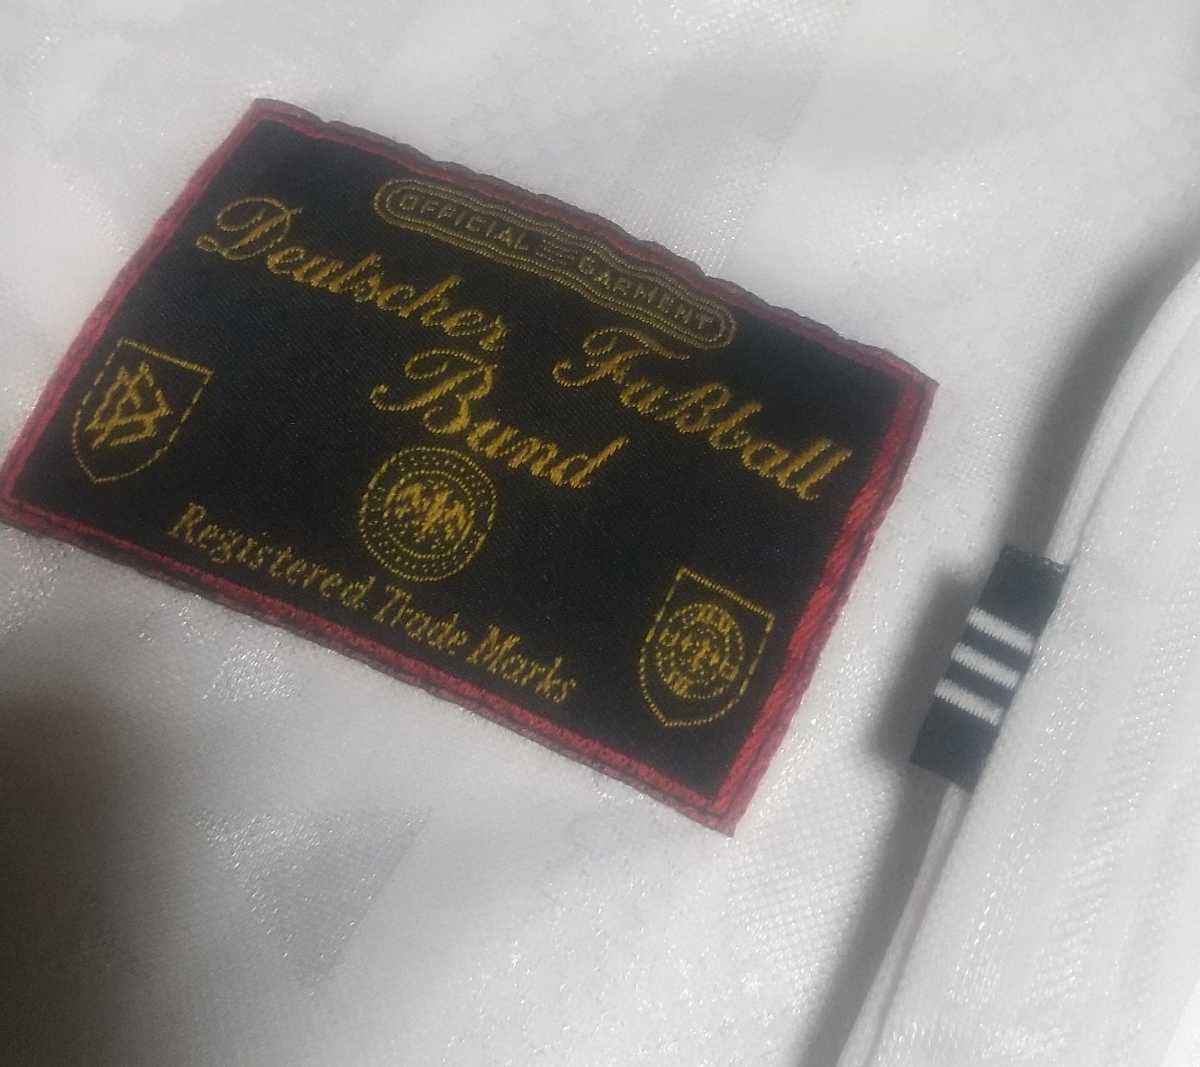 OFFICIAL GARMENT
Deutscher Fußball
Bund
Registered Trade Marks